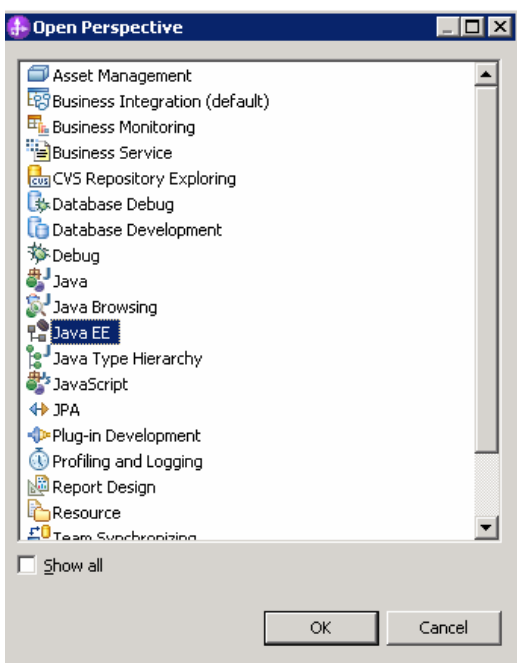 Open Perspective
Asset Management
Business Integration (default)
Business Monitoring
Business Service
CVS Repository Exploring
Database Debug
Database Development
Debug
Java
Java Browsing
Java EE
Java Type Hierarchy
JavaScript
JPA
Plug-in Development
Profiling and Logging
Report Design
Resource
Team Synchronizing
Show all
OK
Cancel